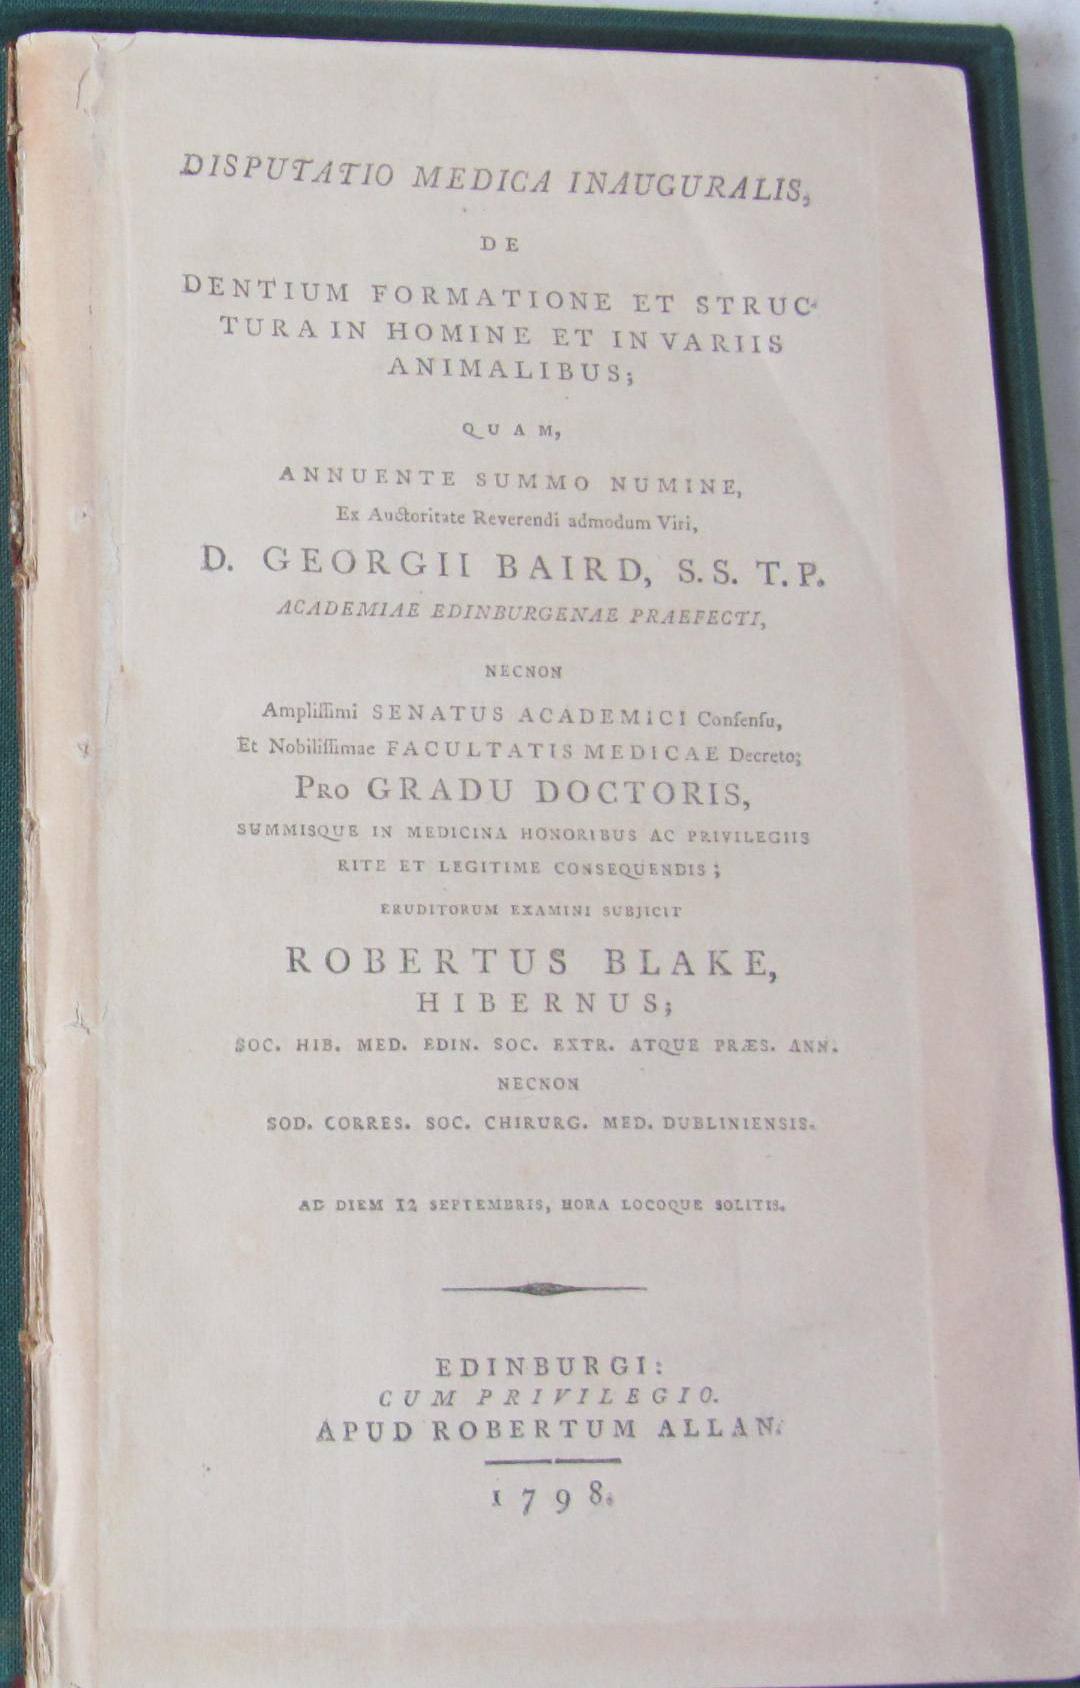 DISPUTATIO MEDICA INAUGURALIS,
DE
DENTIUM FORMATIONE ET STRUC-
TURA IN HOMINE ET IN VARIIS
ANIMALIBUS;
QUAM,
ANNUENTE SUMMO NUMINE,
Ex Auctoritate Reverendi admodum Viri,
D. GEORGII BAIRD, S. S. T. P.
ACADEMIAE EDINBURGENAE PRAEFECTI,
NECNON
Ampliſſimi SENATUS ACADEMICI Conſenſu,
Et Nobiliſſimae FACULTATIS MEDICAE Decreto;
PRO GRADU DOCTORIS,
SUMMISQUE IN MEDICINA HONORIBUS AC PRIVILEGIIS
RITE ET LEGITIME CONSEQUENDIS;
ERUDITORUM EXAMINI SUBJICIT
ROBERTUS BLAKE,
HIBERNUS;
SOC. HIB. MED. EDIN. SOC. EXTR. ATQUE PRÆS. ANN.
NECNON
SOD. CORRES. SOC. CHIRURG. MED. DUBLINIENSIS.
AD DIEM 12 SEPTEMBRIS, HORA LOCOQUE SOLITIS.
EDINBURGI:
CUM PRIVILEGIO.
APUD ROBERTUM ALLAN.
1798.